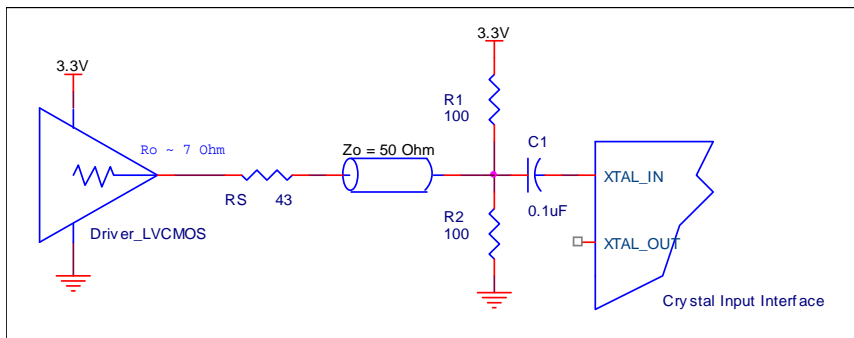 3.3V
3.3V
R1
100
Ro ~ 7 Ohm
Zo = 50 Ohm
C1
RS 43
0.1uF
XTAL_IN
R2
100
XTAL_OUT
Driver_LVCMOS
Crystal Input Interface